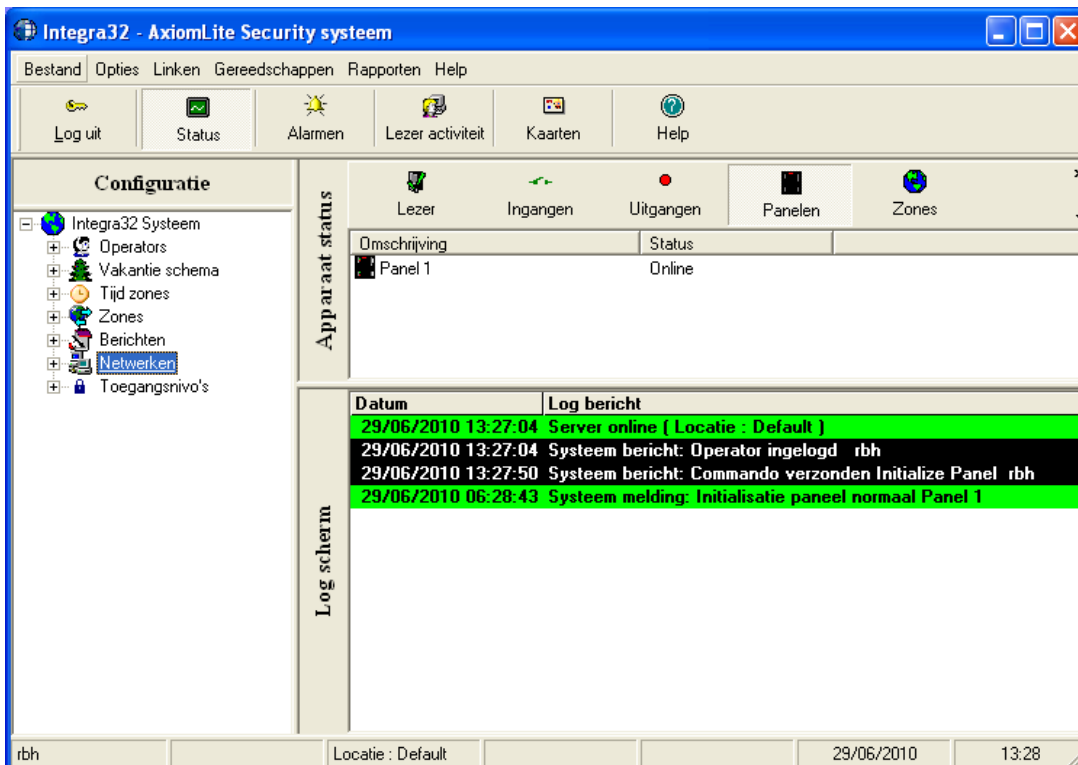 Integra32 - AxiomLite Security systeem
Bestand Opties Linken Gereedschappen Rapporten Help
Log uit Status Alarmen Lezer activiteit Kaarten Help
Configuratie
Integra32 Systeem
Operators
Vakantie schema
Tijd zones
Zones
Berichten
Netwerken
Toegangsnivo's
Apparaat status
Lezer Ingangen Uitgangen Panelen Zones
Omschrijving Status
Panel 1 Online
Log scherm
Datum Log bericht
29/06/2010 13:27:04 Server online ( Locatie : Default )
29/06/2010 13:27:04 Systeem bericht: Operator ingelogd rbh
29/06/2010 13:27:50 Systeem bericht: Commando verzonden Initialize Panel rbh
29/06/2010 06:28:43 Systeem melding: Initialisatie paneel normaal Panel 1
rbh Locatie : Default 29/06/2010 13:28